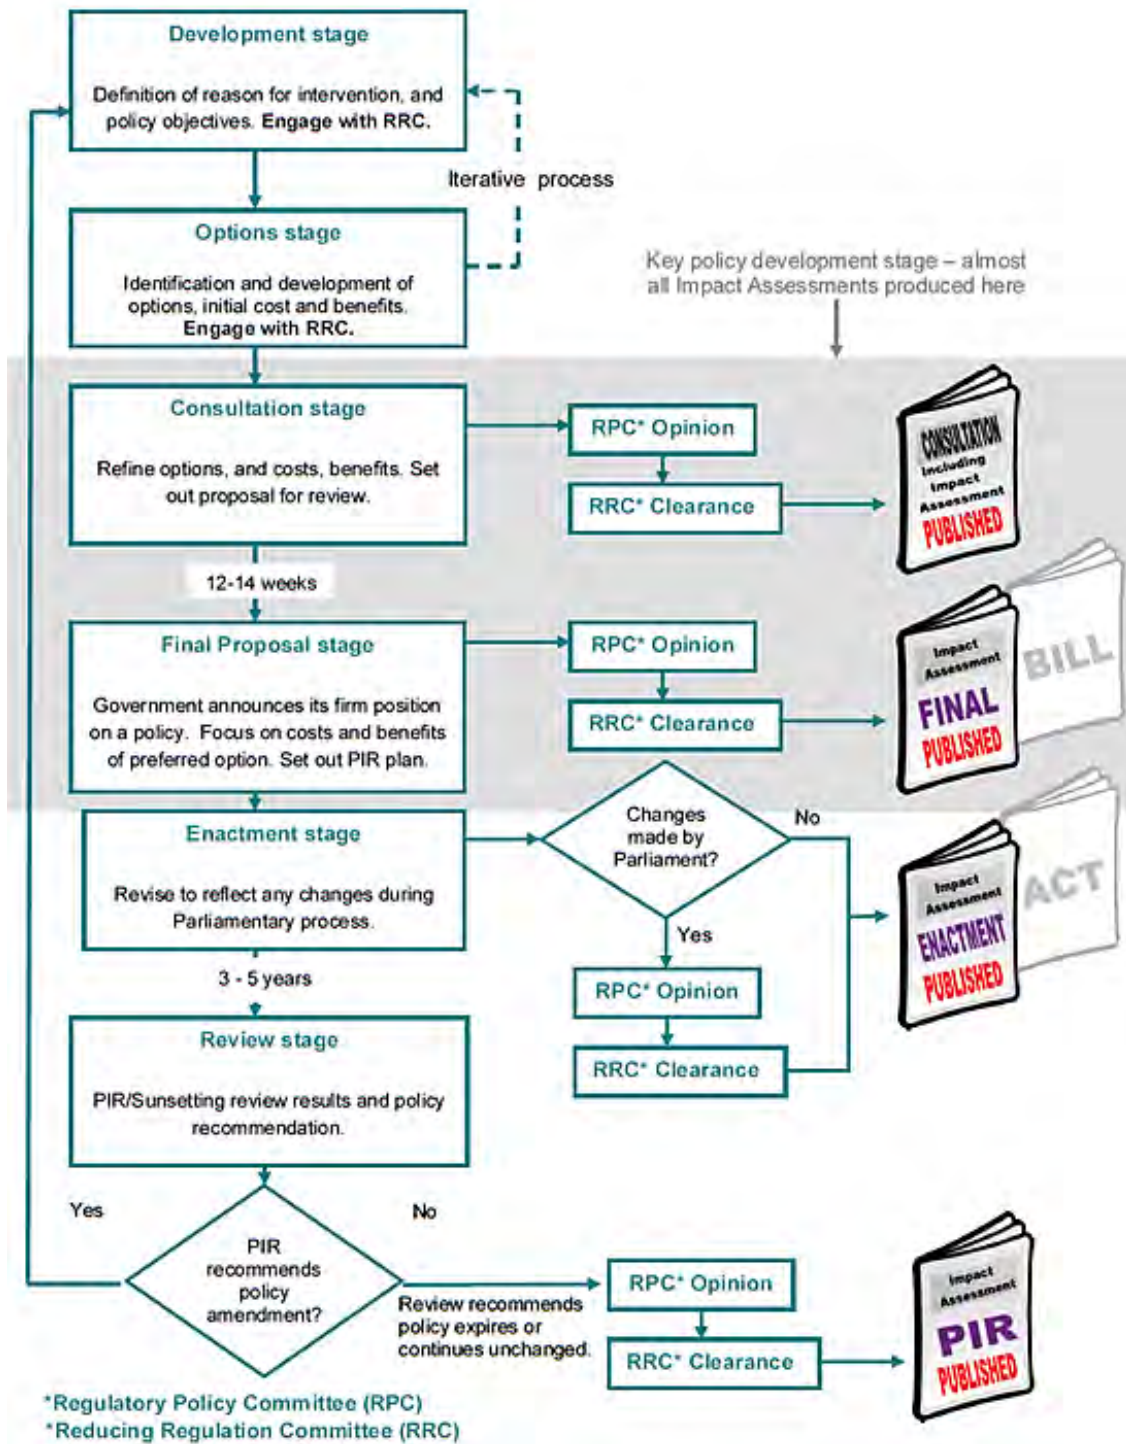 Development stage
Definition of reason for intervention, and
policy objectives. Engage with RRC.
Iterative process
Options stage
Identification and development of
options, initial cost and benefits.
Engage with RRC.
Key policy development stage – almost
all Impact Assessments produced here
Consultation stage
Refine options, and costs, benefits. Set
out proposal for review.
RPC* Opinion
RRC* Clearance
CONSULTATION
Including
Impact
Assessment
PUBLISHED
12-14 weeks
Final Proposal stage
Government announces its firm position
on a policy. Focus on costs and benefits
of preferred option. Set out PIR plan.
RPC* Opinion
RRC* Clearance
Impact
Assessment
FINAL
PUBLISHED
BILL
Enactment stage
Revise to reflect any changes during
Parliamentary process.
Changes
made by
Parliament?
No
Yes
RPC* Opinion
RRC* Clearance
Impact
Assessment
ENACTMENT
PUBLISHED
ACT
3 - 5 years
Review stage
PIR/Sunsetting review results and policy
recommendation.
Yes
No
PIR
recommends
policy
amendment?
Review recommends
policy expires or
continues unchanged.
RPC* Opinion
RRC* Clearance
Impact
Assessment
PIR
PUBLISHED
*Regulatory Policy Committee (RPC)
*Reducing Regulation Committee (RRC)